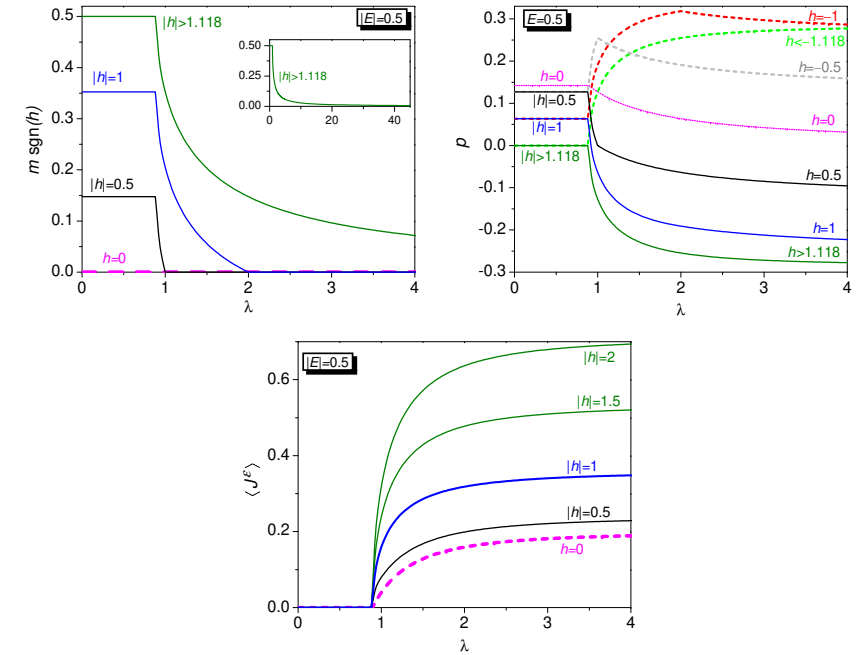 |E|=0.5
|h|>1.118
|h|=1
|h|=0.5
h=0
m sgn(h)
0.5
0.4
0.3
0.2
0.1
0.0
0 1 2 3 4
λ
|h|>1.118
0.50
0.25
0.00
0 20 40
E=0.5
h=−1
h<−1.118
h=−0.5
h=0
|h|=0.5
|h|=1
|h|>1.118
h=0
h=0.5
h=1
h>1.118
p
0.3
0.2
0.1
0.0
-0.1
-0.2
-0.3
0 1 2 3 4
λ
|E|=0.5
|h|=2
|h|=1.5
|h|=1
|h|=0.5
h=0
⟨J^ε⟩
0.6
0.4
0.2
0.0
0 1 2 3 4
λ